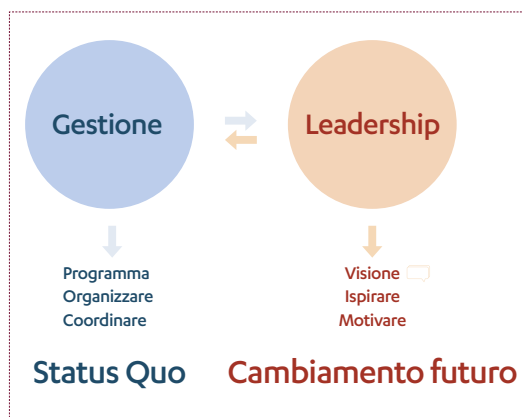 Gestione
Leadership
Programma
Organizzare
Coordinare
Visione
Ispirare
Motivare
Status Quo
Cambiamento futuro